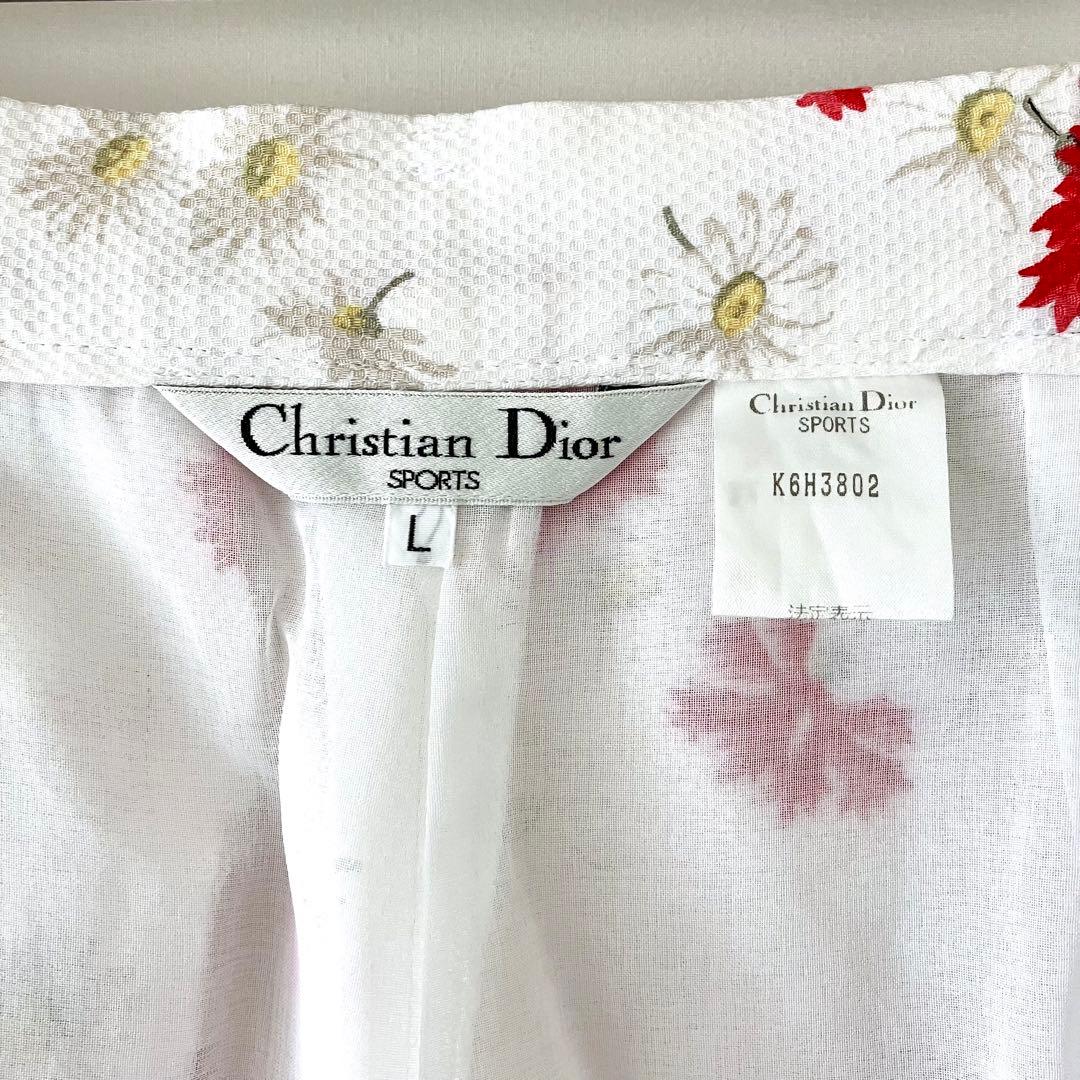 Christian Dior
SPORTS
L
Christian Dior
SPORTS
K6H3802
法定表示